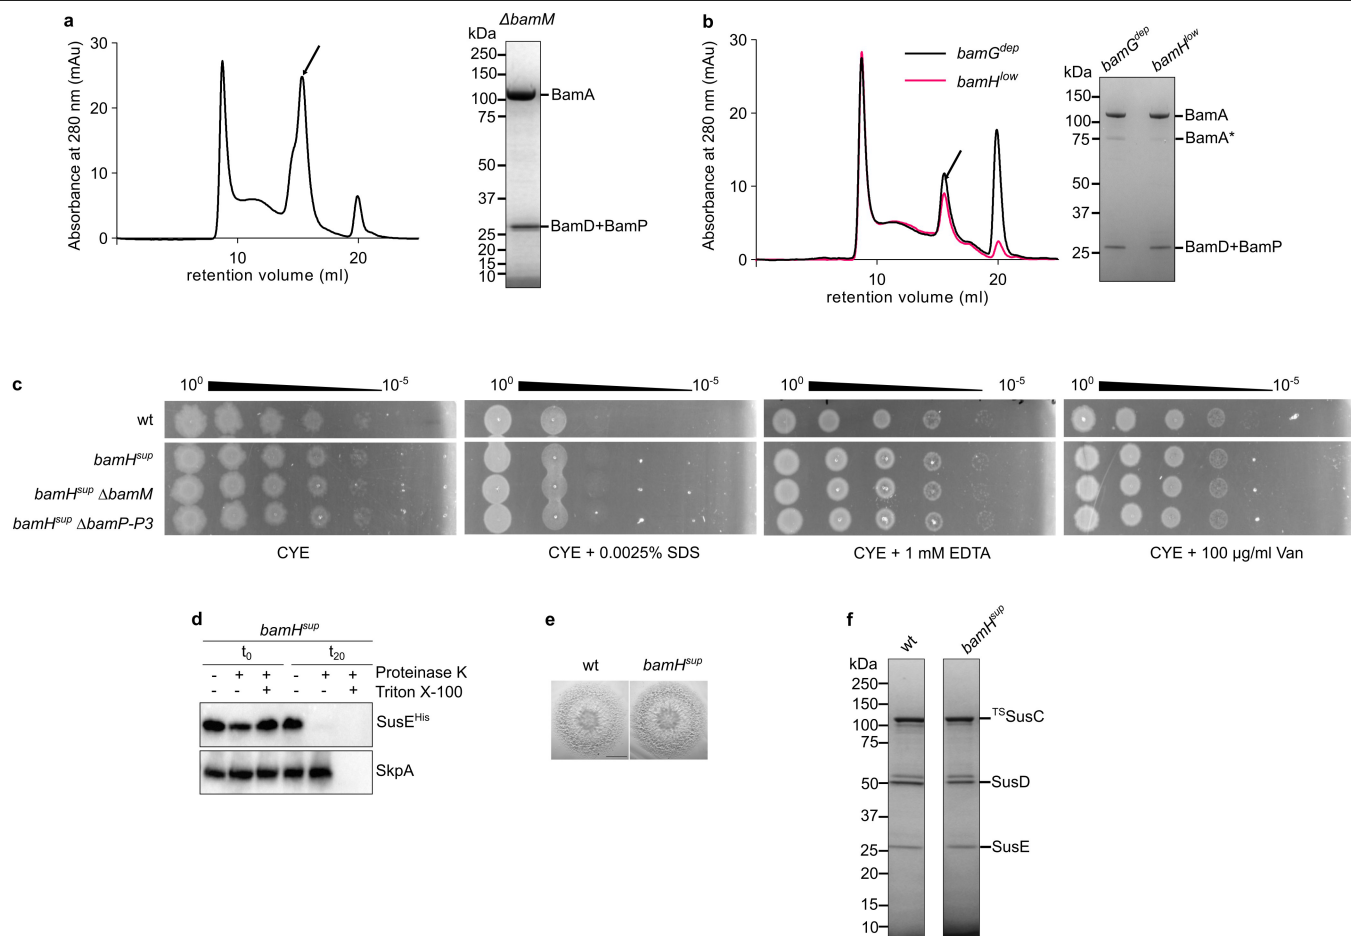 a
Absorbance at 280 nm (mAu)
30
20
10
0
10
20
retention volume (ml)
ΔbamM
kDa
250
150
100
75
50
37
25
20
15
10
BamA
BamD+BamP
b
Absorbance at 280 nm (mAu)
30
20
10
0
10
20
retention volume (ml)
bamG^dep
bamH^low
bamG^dep
bamH^low
kDa
150
100
75
50
37
25
BamA
BamA*
BamD+BamP
c
10^0
10^-5
10^0
10^-5
10^0
10^-5
10^0
10^-5
wt
bamH^sup
bamH^sup ΔbamM
bamH^sup ΔbamP-P3
CYE
CYE + 0.0025% SDS
CYE + 1 mM EDTA
CYE + 100 µg/ml Van
d
bamH^sup
t0
t20
- + + - + + Proteinase K
- - + - - + Triton X-100
SusE^His
SkpA
e
wt
bamH^sup
f
wt
bamH^sup
kDa
250
150
100
75
50
37
25
20
15
10
^TSSusC
SusD
SusE